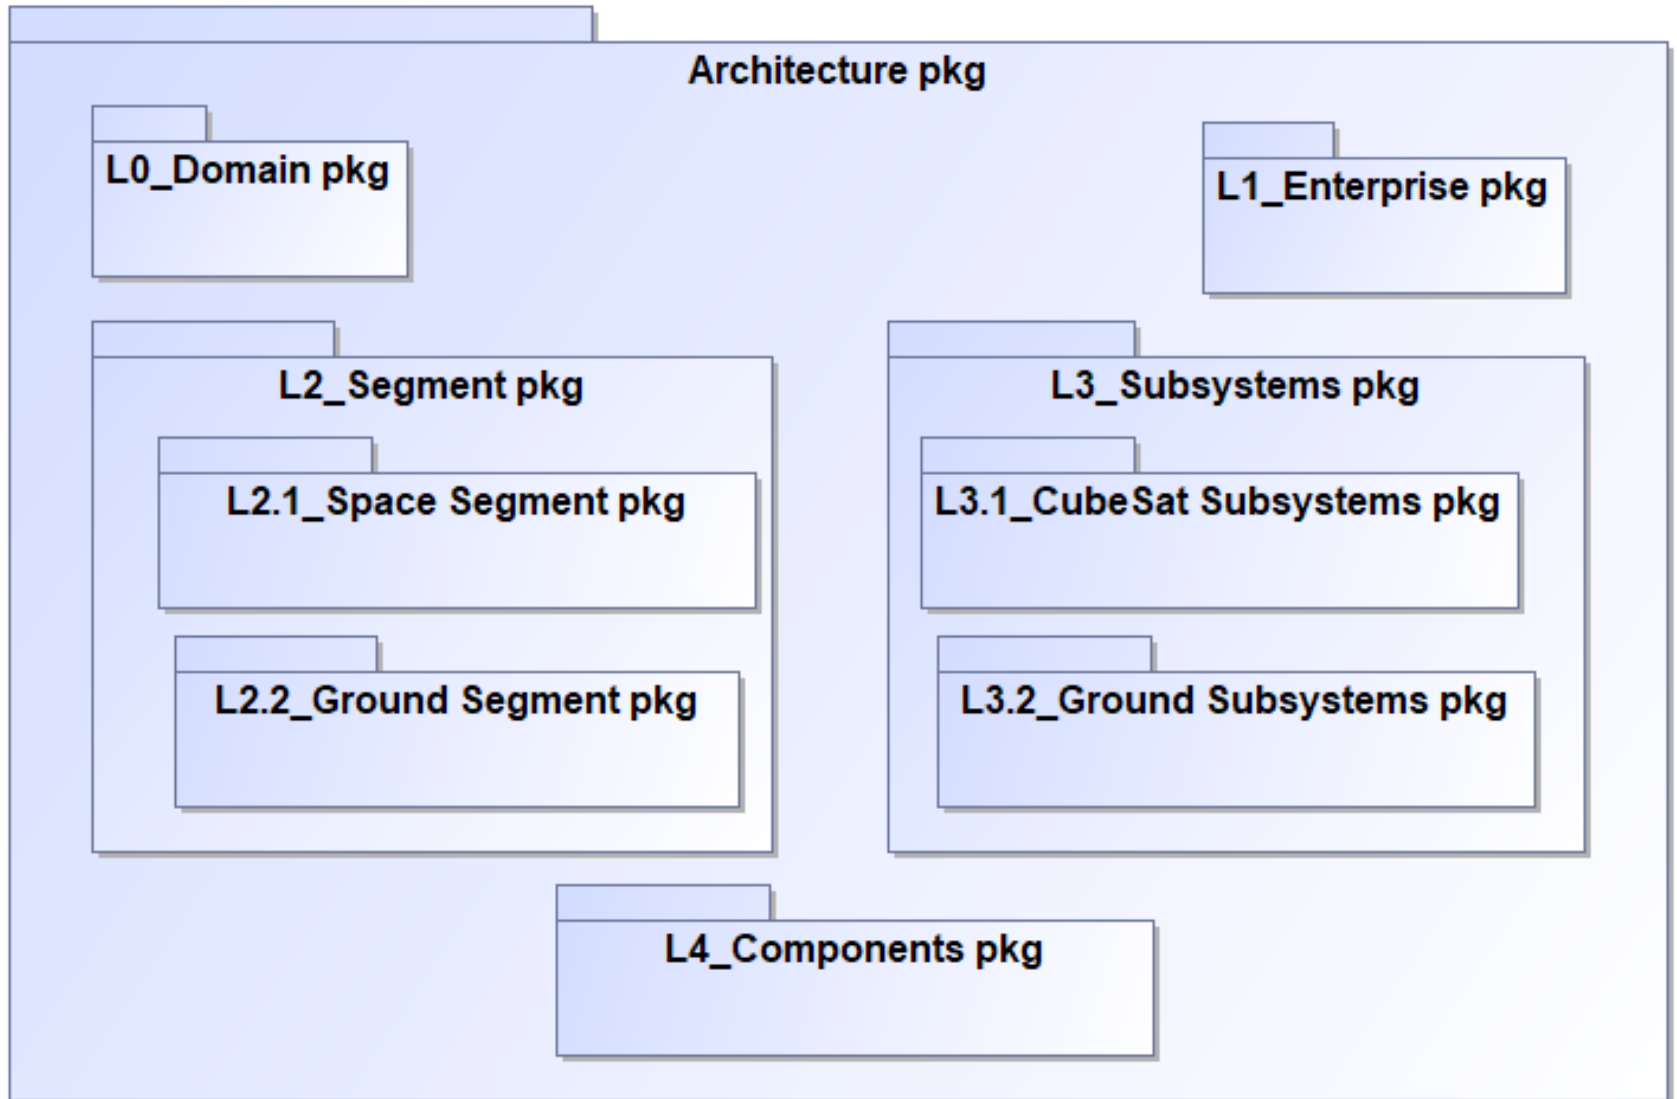 Architecture pkg
L0_Domain pkg
L1_Enterprise pkg
L2_Segment pkg
L2.1_Space Segment pkg
L2.2_Ground Segment pkg
L3_Subsystems pkg
L3.1_CubeSat Subsystems pkg
L3.2_Ground Subsystems pkg
L4_Components pkg